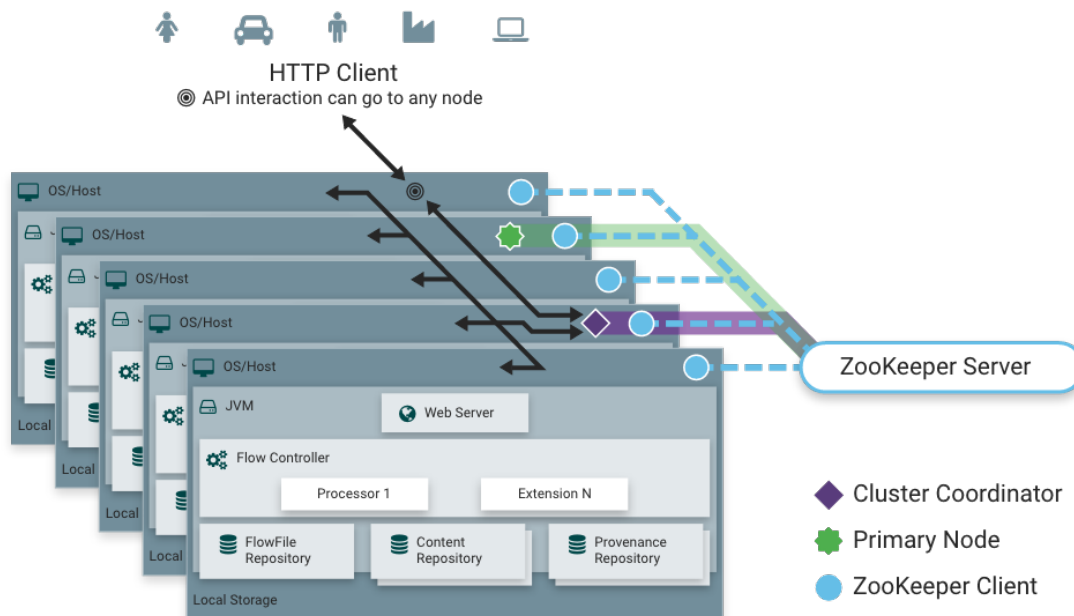 HTTP Client
API interaction can go to any node
OS/Host
OS/Host
OS/Host
OS/Host
OS/Host
ZooKeeper Server
JVM
Web Server
Flow Controller
Processor 1
Extension N
FlowFile
Repository
Content
Repository
Provenance
Repository
Local
Local
Local
Local
Local Storage
Cluster Coordinator
Primary Node
ZooKeeper Client